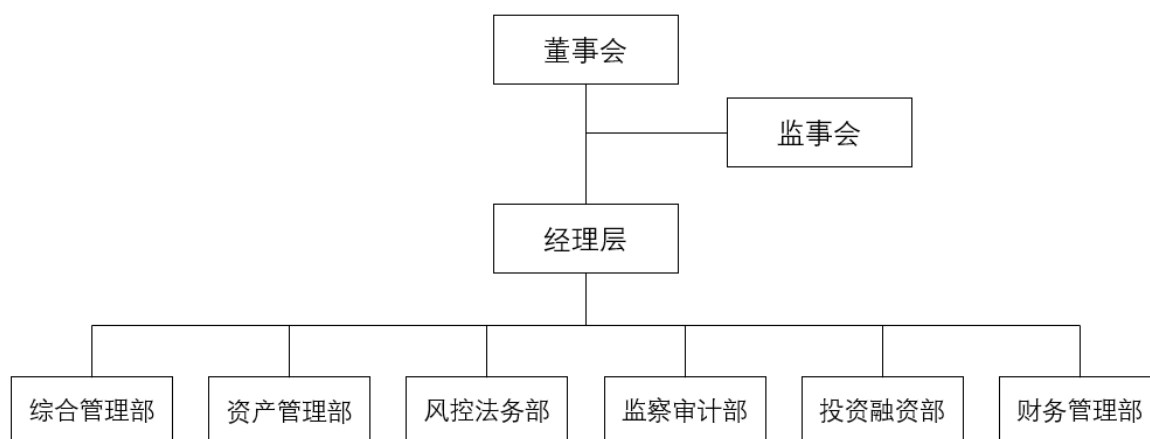 董事会
监事会
经理层
综合管理部
资产管理部
风控法务部
监察审计部
投资融资部
财务管理部